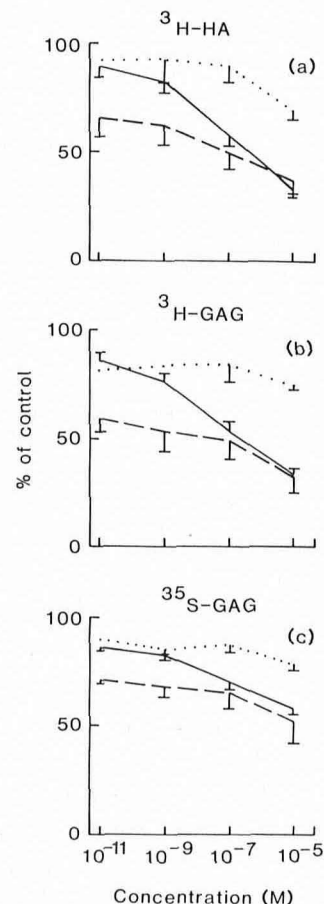 ³H-HA
100
(a)
50
0
³H-GAG
100
(b)
50
0
% of control
³⁵S-GAG
100
(c)
50
0
10⁻¹¹ 10⁻⁹ 10⁻⁷ 10⁻⁵
Concentration (M)